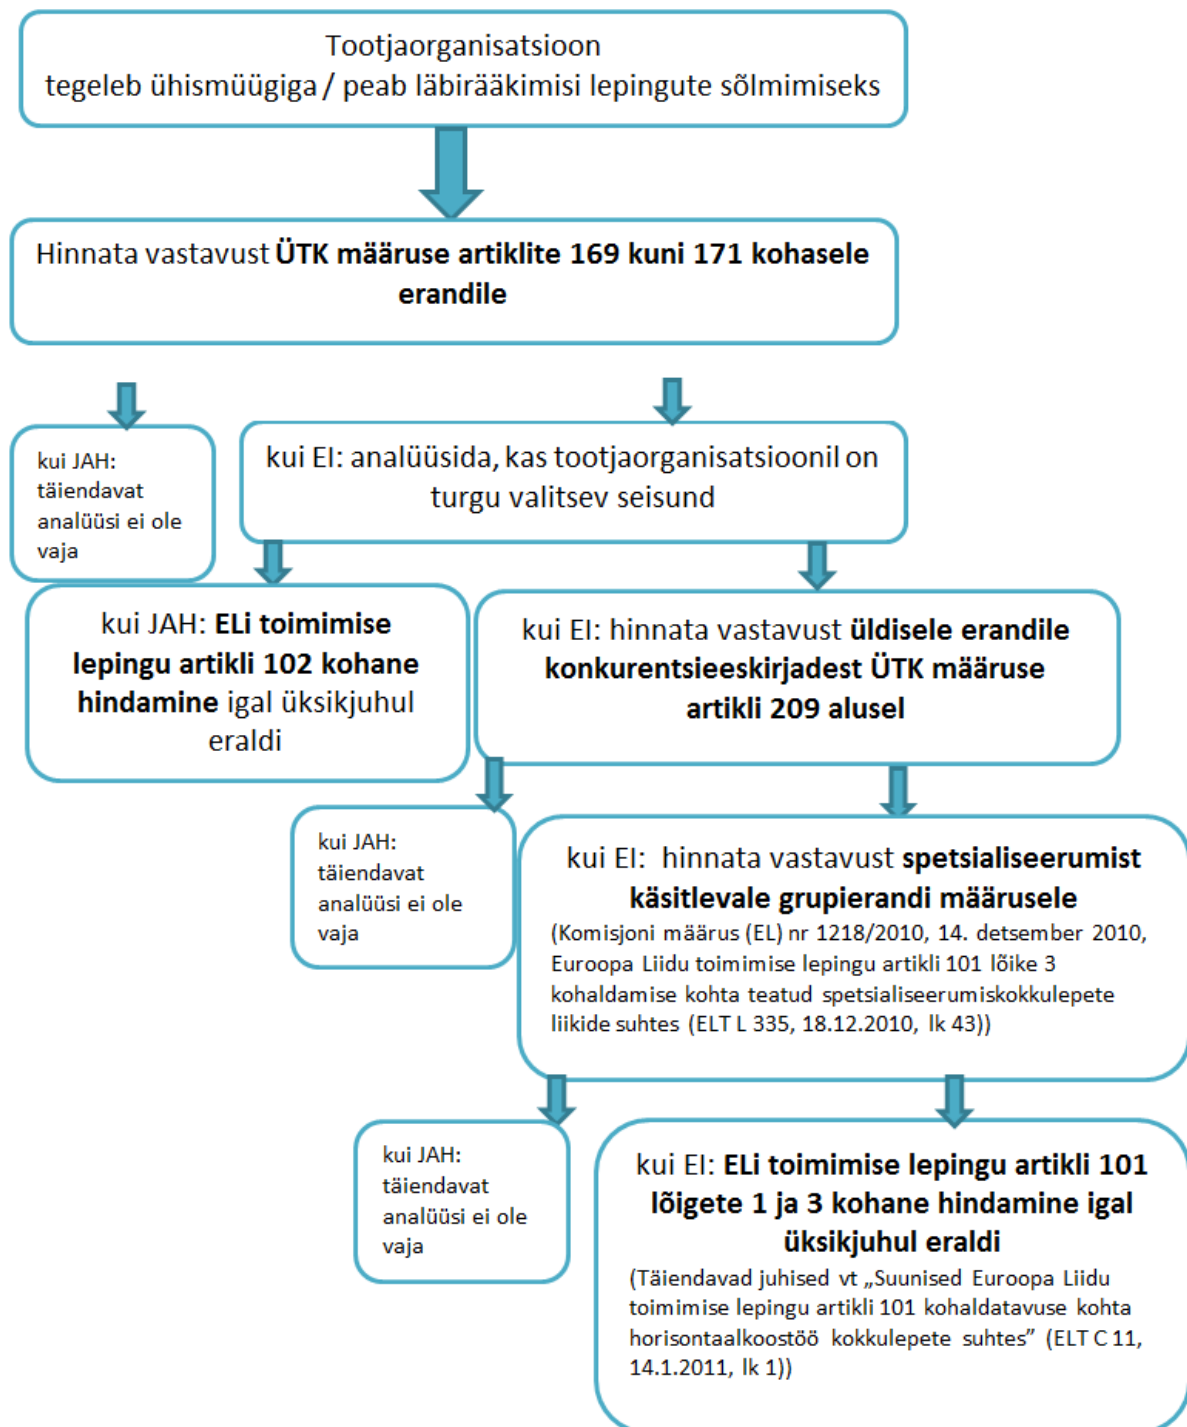 Tootjaorganisatsioon
tegeleb ühismüügiga / peab läbirääkimisi lepingute sõlmimiseks
Hinnata vastavust ÜTK määruse artiklite 169 kuni 171 kohasele
erandile
kui JAH:
täiendavat
analüüsi ei ole
vaja
kui EI: analüüsida, kas tootjaorganisatsioonil on
turgu valitsev seisund
kui JAH: ELi toimimise
lepingu artikli 102 kohane
hindamine igal üksikjuhul
eraldi
kui EI: hinnata vastavust üldisele erandile
konkurentsieeskirjadest ÜTK määruse
artikli 209 alusel
kui JAH:
täiendavat
analüüsi ei ole
vaja
kui EI: hinnata vastavust spetsialiseerumist
käsitlevale grupierandi määrusele
(Komisjoni määrus (EL) nr 1218/2010, 14. detsember 2010,
Euroopa Liidu toimimise lepingu artikli 101 lõike 3
kohaldamise kohta teatud spetsialiseerumiskokkulepete
liikide suhtes (ELT L 335, 18.12.2010, lk 43))
kui JAH:
täiendavat
analüüsi ei ole
vaja
kui EI: ELi toimimise lepingu artikli 101
lõigete 1 ja 3 kohane hindamine igal
üksikjuhul eraldi
(Täiendavad juhised vt „Suunised Euroopa Liidu
toimimise lepingu artikli 101 kohaldatavuse kohta
horisontaalkoostöö kokkulepete suhtes” (ELT C 11,
14.1.2011, lk 1))